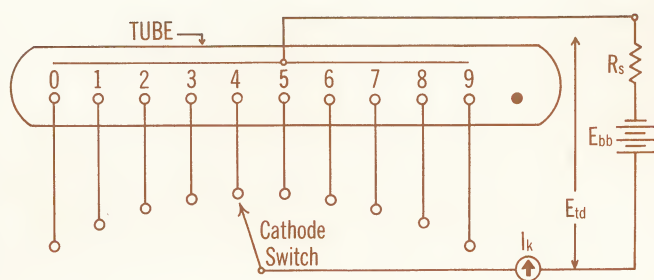 TUBE
0 1 2 3 4 5 6 7 8 9
Rs
Ebb
Etd
Cathode
Switch
Ik